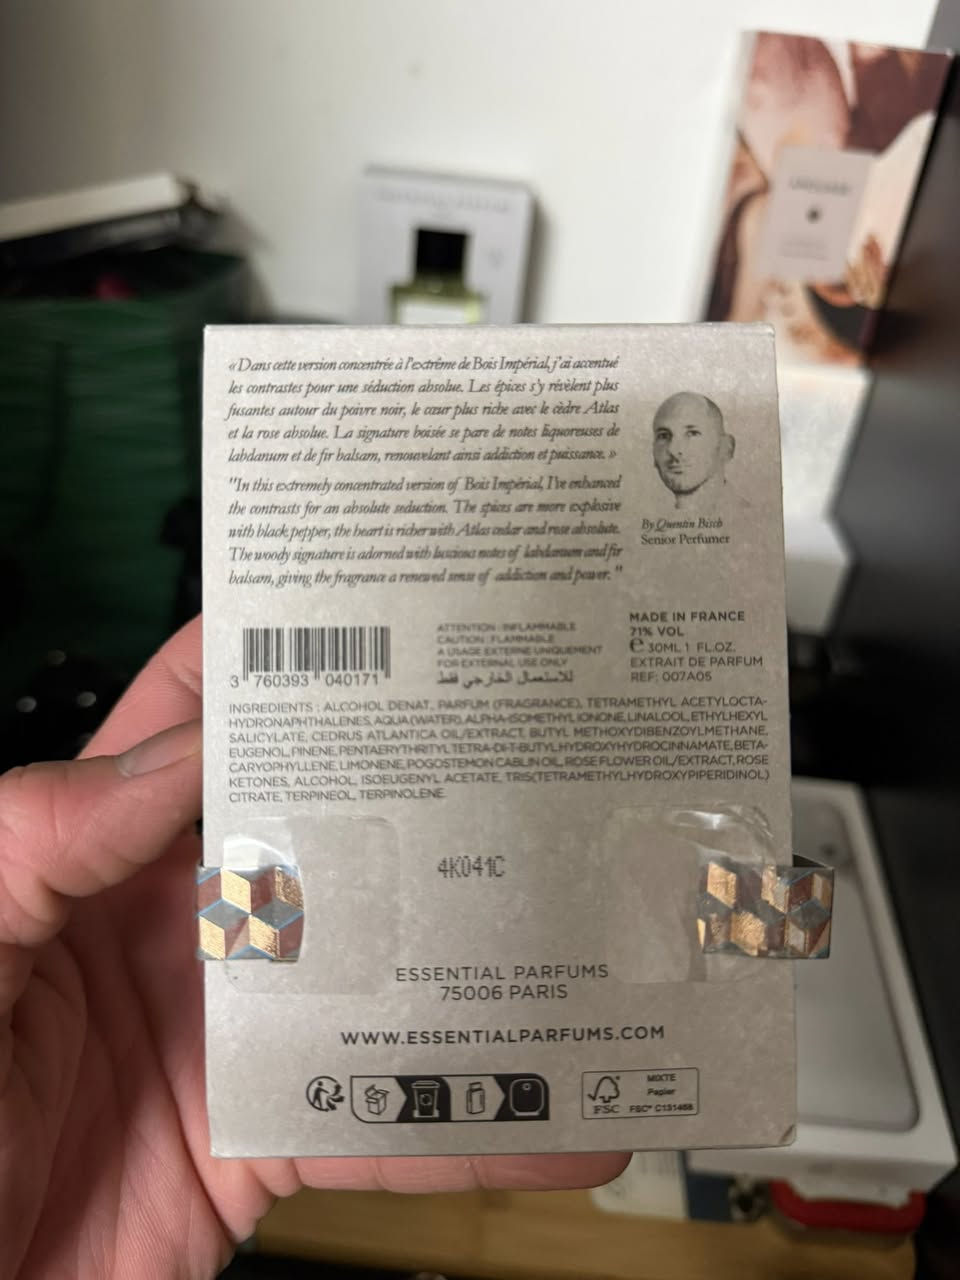 «Dans cette version concentrée à l'extrême de Bois Impérial, j'ai accentué
les contrastes pour une séduction absolue. Les épices s'y révèlent plus
fusantes autour du poivre noir, le cœur plus riche avec le cèdre Atlas
et la rose absolue. La signature boisée se pare de notes liquoreuses de
labdanum et de fir balsam, renouvelant ainsi addiction et puissance. »
"In this extremely concentrated version of Bois Impérial, I've enhanced
the contrasts for an absolute seduction. The spices are more explosive
with black pepper, the heart is richer with Atlas cedar and rose absolute.
The woody signature is adorned with luscious notes of labdanum and fir
balsam, giving the fragrance a renewed sense of addiction and power. "
By Quentin Bisch
Senior Perfumer
3 760393 040171
ATTENTION : INFLAMMABLE
CAUTION : FLAMMABLE
A USAGE EXTERNE UNIQUEMENT
FOR EXTERNAL USE ONLY
للاستعمال الخارجي فقط
MADE IN FRANCE
71% VOL
e 30ML 1 FL.OZ.
EXTRAIT DE PARFUM
REF: 007A05
INGREDIENTS : ALCOHOL DENAT., PARFUM (FRAGRANCE), TETRAMETHYL ACETYLOCTA-
HYDRONAPHTHALENES, AQUA (WATER), ALPHA-ISOMETHYL IONONE, LINALOOL, ETHYLHEXYL
SALICYLATE, CEDRUS ATLANTICA OIL/EXTRACT, BUTYL METHOXYDIBENZOYLMETHANE,
EUGENOL, PINENE, PENTAERYTHRITYL TETRA-DI-T-BUTYL HYDROXYHYDROCINNAMATE, BETA-
CARYOPHYLLENE, LIMONENE, POGOSTEMON CABLIN OIL, ROSE FLOWER OIL/EXTRACT, ROSE
KETONES, ALCOHOL, ISOEUGENYL ACETATE, TRIS(TETRAMETHYLHYDROXYPIPERIDINOL)
CITRATE, TERPINEOL, TERPINOLENE.
4K041C
ESSENTIAL PARFUMS
75006 PARIS
WWW.ESSENTIALPARFUMS.COM
FSC
MIXTE
Papier
FSC® C131468